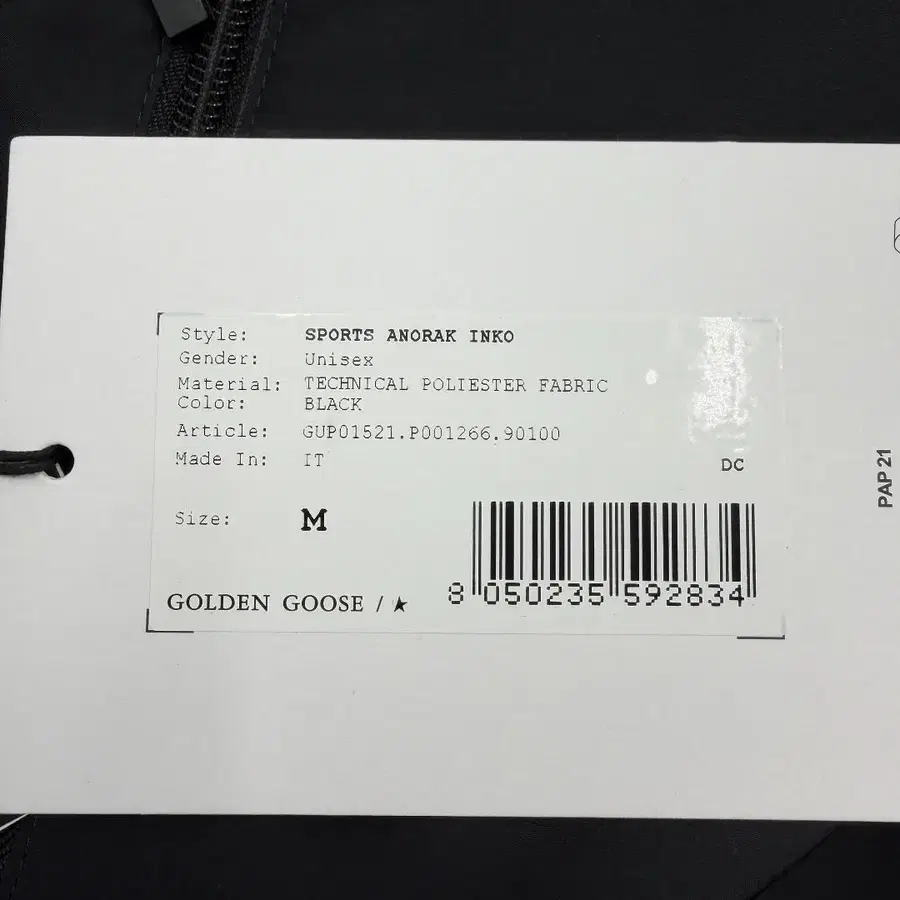 Style: SPORTS ANORAK INKO
Gender: Unisex
Material: TECHNICAL POLIESTER FABRIC
Color: BLACK
Article: GUP01521.P001266.90100
Made In: IT
DC
Size: M
GOLDEN GOOSE / ★
8 050235 592834
PAP 21